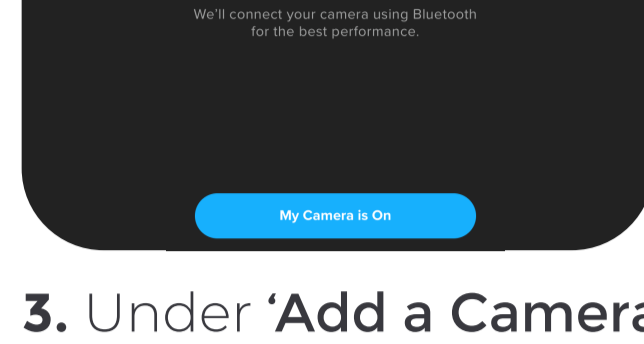 We'll connect your camera using Bluetooth
for the best performance.
My Camera is On
3. Under ‘Add a Camera